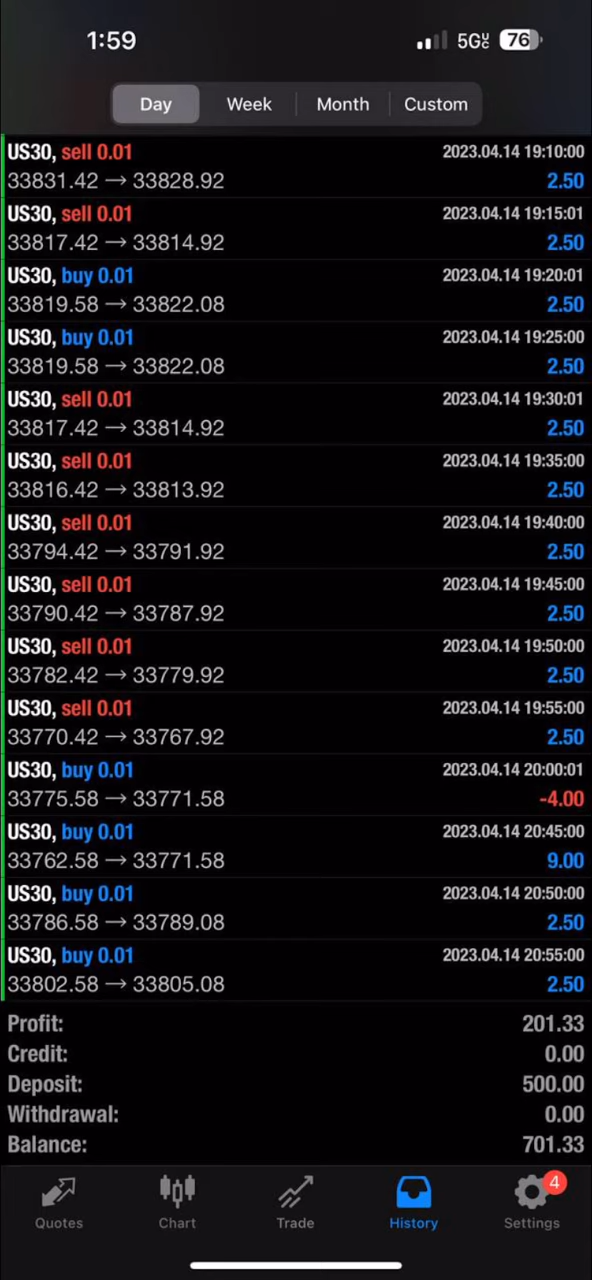 1:59 5GUC 76
Day Week Month Custom
US30, sell 0.01 2023.04.14 19:10:00
33831.42 → 33828.92 2.50
US30, sell 0.01 2023.04.14 19:15:01
33817.42 → 33814.92 2.50
US30, buy 0.01 2023.04.14 19:20:01
33819.58 → 33822.08 2.50
US30, buy 0.01 2023.04.14 19:25:00
33819.58 → 33822.08 2.50
US30, sell 0.01 2023.04.14 19:30:01
33817.42 → 33814.92 2.50
US30, sell 0.01 2023.04.14 19:35:00
33816.42 → 33813.92 2.50
US30, sell 0.01 2023.04.14 19:40:00
33794.42 → 33791.92 2.50
US30, sell 0.01 2023.04.14 19:45:00
33790.42 → 33787.92 2.50
US30, sell 0.01 2023.04.14 19:50:00
33782.42 → 33779.92 2.50
US30, sell 0.01 2023.04.14 19:55:00
33770.42 → 33767.92 2.50
US30, buy 0.01 2023.04.14 20:00:01
33775.58 → 33771.58 -4.00
US30, buy 0.01 2023.04.14 20:45:00
33762.58 → 33771.58 9.00
US30, buy 0.01 2023.04.14 20:50:00
33786.58 → 33789.08 2.50
US30, buy 0.01 2023.04.14 20:55:00
33802.58 → 33805.08 2.50
Profit: 201.33
Credit: 0.00
Deposit: 500.00
Withdrawal: 0.00
Balance: 701.33
4
Quotes Chart Trade History Settings